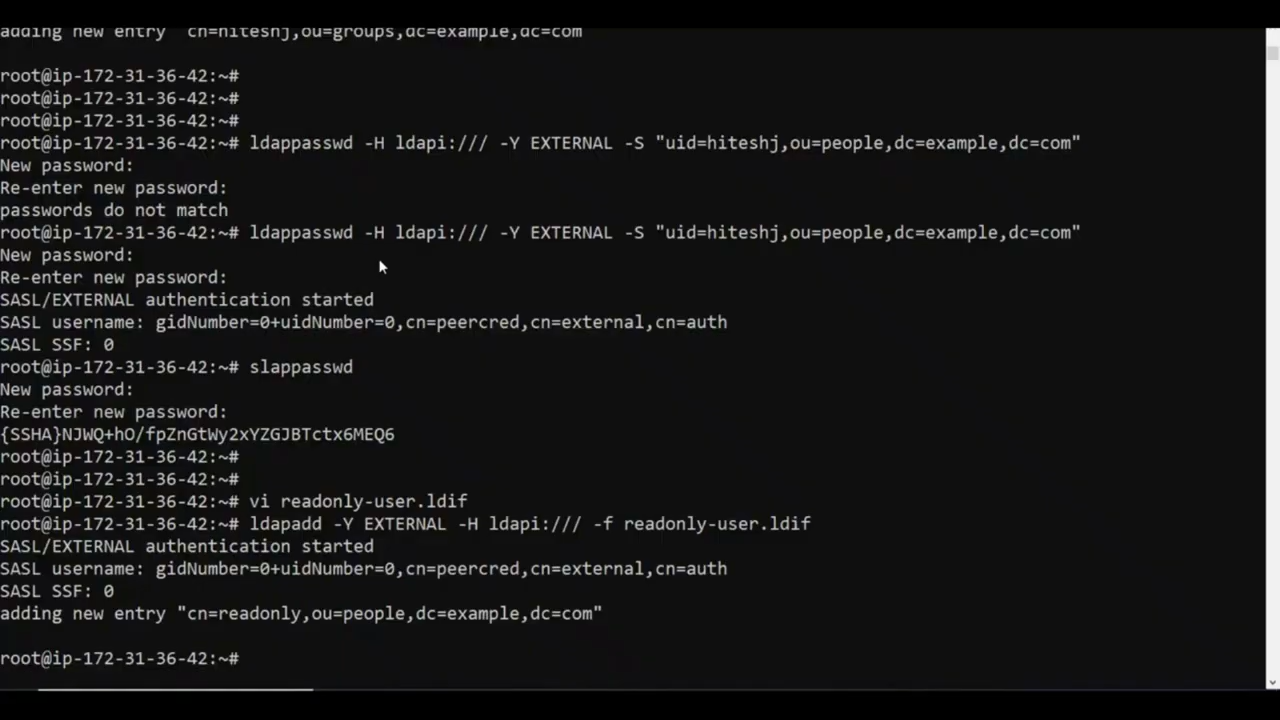 adding new entry "cn=hiteshj,ou=groups,dc=example,dc=com
root@ip-172-31-36-42:~#
root@ip-172-31-36-42:~#
root@ip-172-31-36-42:~#
root@ip-172-31-36-42:~# ldappasswd -H ldapi:/// -Y EXTERNAL -S "uid=hiteshj,ou=people,dc=example,dc=com"
New password:
Re-enter new password:
passwords do not match
root@ip-172-31-36-42:~# ldappasswd -H ldapi:/// -Y EXTERNAL -S "uid=hiteshj,ou=people,dc=example,dc=com"
New password:
Re-enter new password:
SASL/EXTERNAL authentication started
SASL username: gidNumber=0+uidNumber=0,cn=peercred,cn=external,cn=auth
SASL SSF: 0
root@ip-172-31-36-42:~# slappasswd
New password:
Re-enter new password:
{SSHA}NJWQ+hO/fpZnGtWy2xYZGJBTctx6MEQ6
root@ip-172-31-36-42:~#
root@ip-172-31-36-42:~#
root@ip-172-31-36-42:~# vi readonly-user.ldif
root@ip-172-31-36-42:~# ldapadd -Y EXTERNAL -H ldapi:/// -f readonly-user.ldif
SASL/EXTERNAL authentication started
SASL username: gidNumber=0+uidNumber=0,cn=peercred,cn=external,cn=auth
SASL SSF: 0
adding new entry "cn=readonly,ou=people,dc=example,dc=com"
root@ip-172-31-36-42:~#